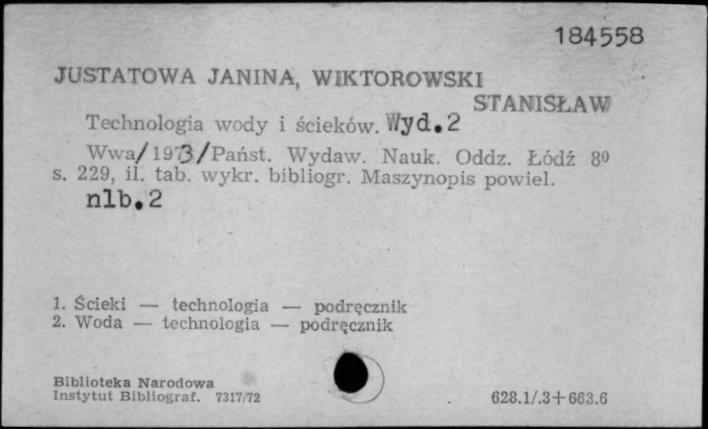 184558
JUSTATOWA JANINA, WIKTOROWSKI
STANISŁAW
Technologia wody i ścieków. Wyd.2
Wwa/1973/Państ. Wydaw. Nauk. Oddz. Łódź 8º
s. 229, il. tab. wykr. bibliogr. Maszynopis powiel.
nlb.2
1. Ścieki — technologia — podręcznik
2. Woda — technologia — podręcznik
Biblioteka Narodowa
Instytut Bibliograf. 7317/72
628.1/.3+663.6